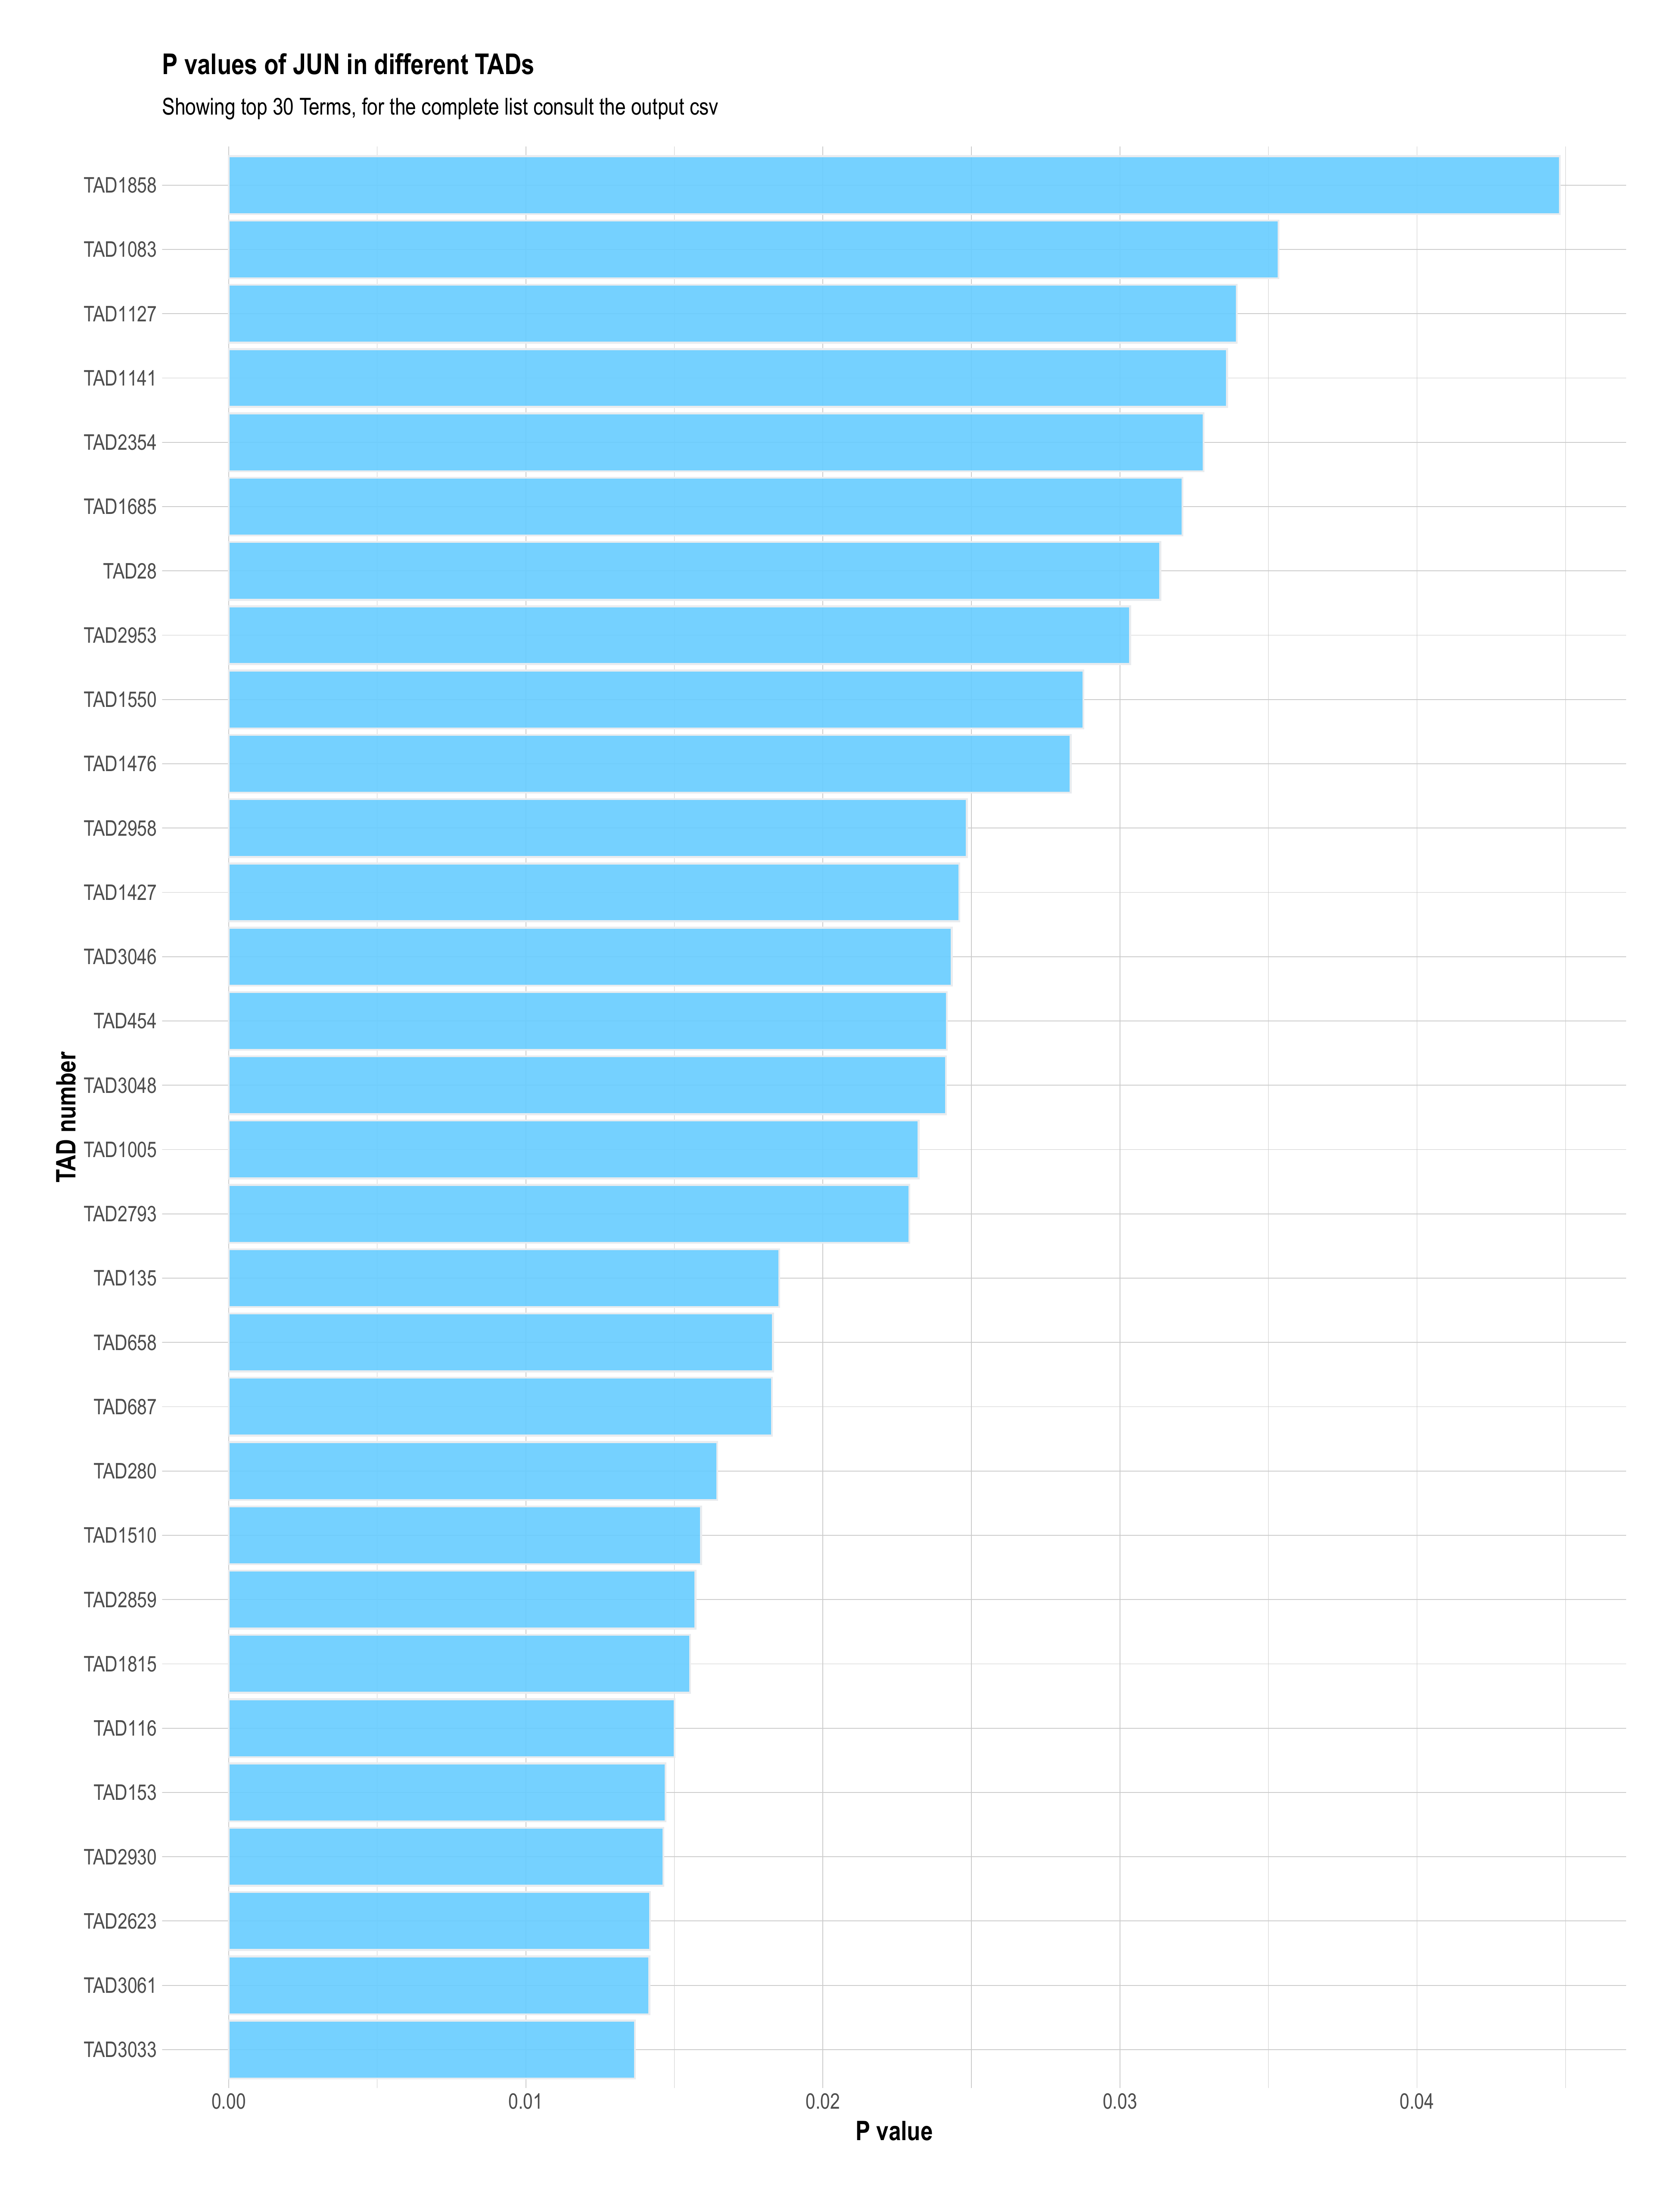 P values of JUN in different TADs
Showing top 30 Terms, for the complete list consult the output csv
TAD number
TAD1858
TAD1083
TAD1127
TAD1141
TAD2354
TAD1685
TAD28
TAD2953
TAD1550
TAD1476
TAD2958
TAD1427
TAD3046
TAD454
TAD3048
TAD1005
TAD2793
TAD135
TAD658
TAD687
TAD280
TAD1510
TAD2859
TAD1815
TAD116
TAD153
TAD2930
TAD2623
TAD3061
TAD3033
0.00 0.01 0.02 0.03 0.04
P value